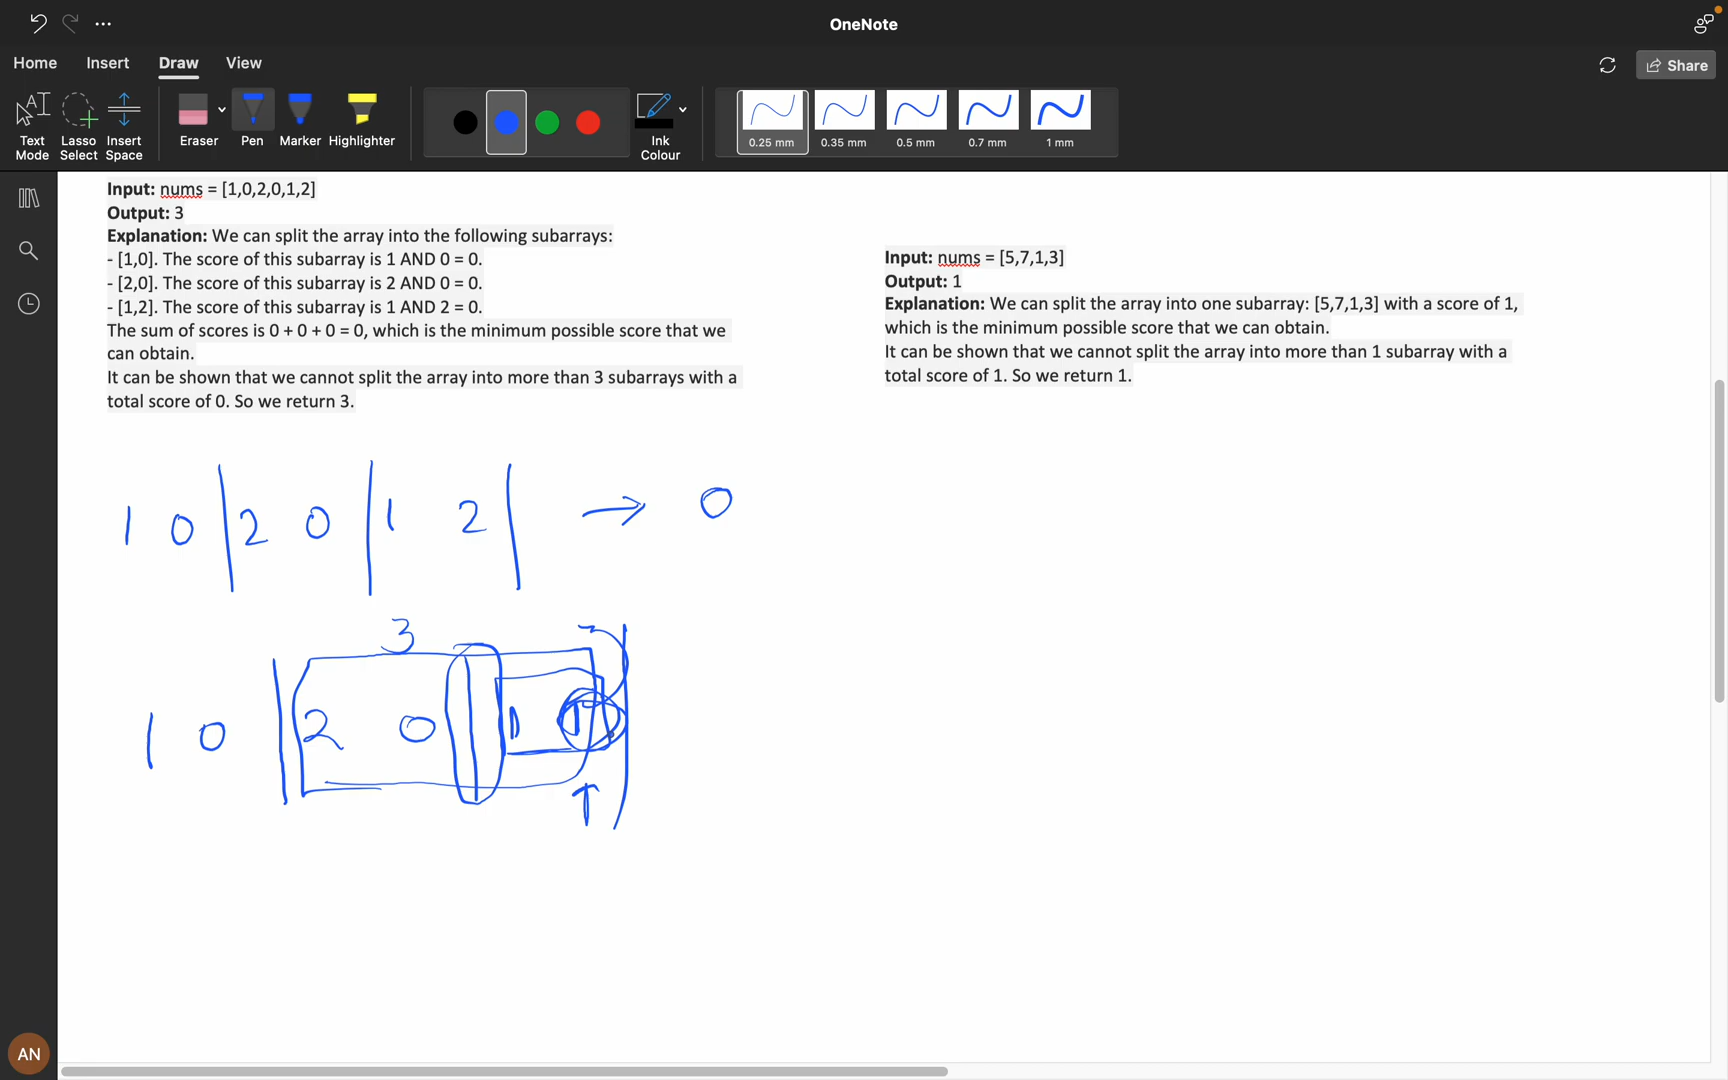 OneNote
Home Insert Draw View
Share
Text Mode
Lasso Select
Insert Space
Eraser
Pen
Marker
Highlighter
Ink Colour
0.25 mm
0.35 mm
0.5 mm
0.7 mm
1 mm
Input: nums = [1,0,2,0,1,2]
Output: 3
Explanation: We can split the array into the following subarrays:
- [1,0]. The score of this subarray is 1 AND 0 = 0.
- [2,0]. The score of this subarray is 2 AND 0 = 0.
- [1,2]. The score of this subarray is 1 AND 2 = 0.
The sum of scores is 0 + 0 + 0 = 0, which is the minimum possible score that we
can obtain.
It can be shown that we cannot split the array into more than 3 subarrays with a
total score of 0. So we return 3.
Input: nums = [5,7,1,3]
Output: 1
Explanation: We can split the array into one subarray: [5,7,1,3] with a score of 1,
which is the minimum possible score that we can obtain.
It can be shown that we cannot split the array into more than 1 subarray with a
total score of 1. So we return 1.
1 0 | 2 0 | 1 2 | → 0
3
1 0 | 2 0 | 1
AN